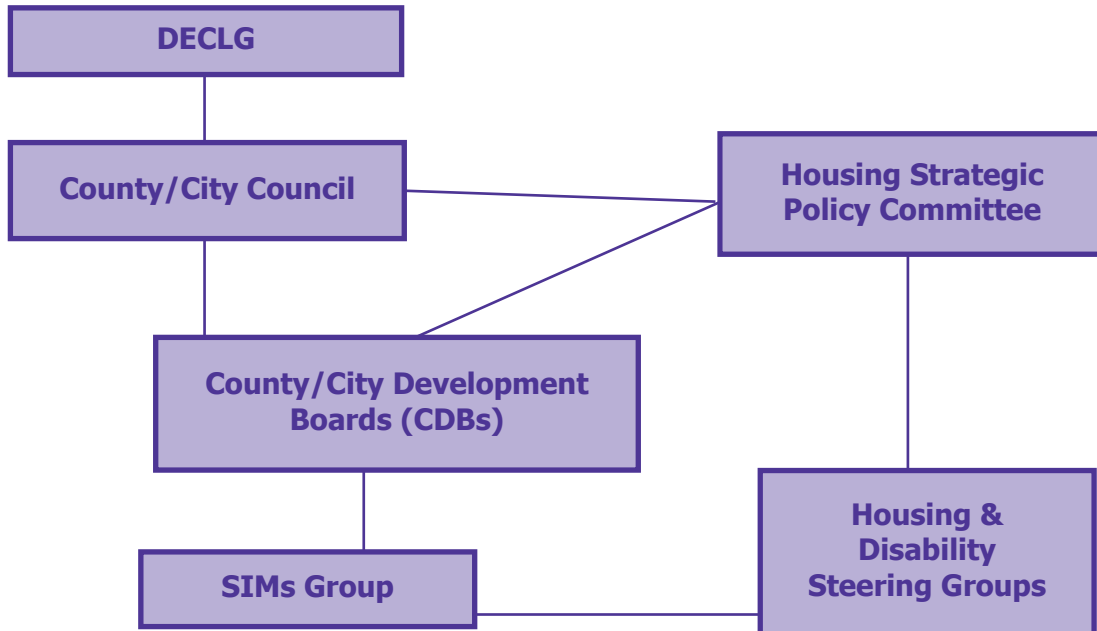 DECLG
County/City Council
Housing Strategic
Policy Committee
County/City Development
Boards (CDBs)
Housing &
Disability
Steering Groups
SIMs Group